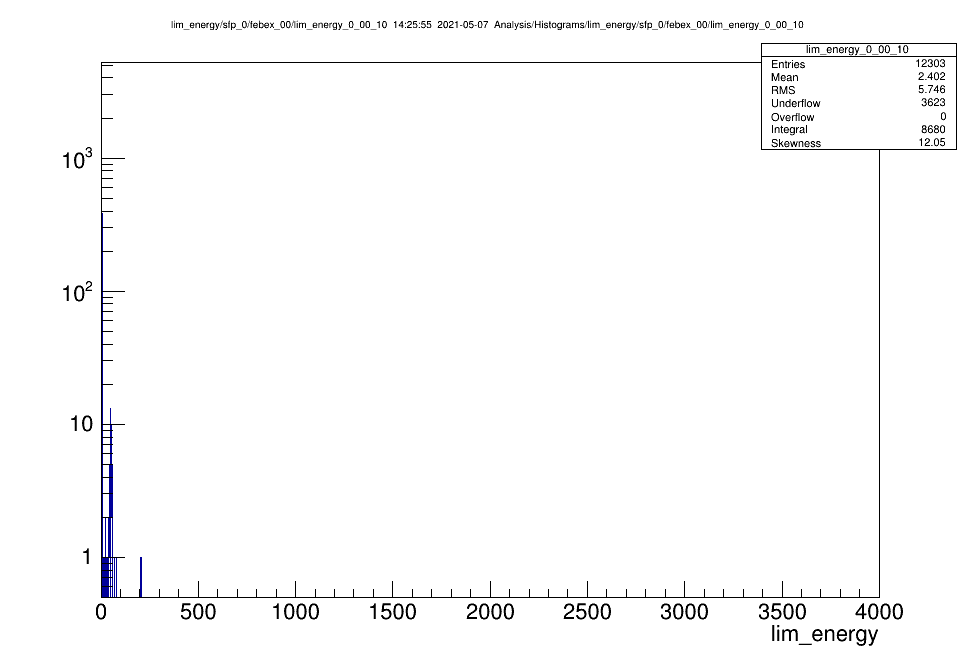 lim_energy/sfp_0/febex_00/lim_energy_0_00_10 14:25:55 2021-05-07 Analysis/Histograms/lim_energy/sfp_0/febex_00/lim_energy_0_00_10
lim_energy_0_00_10
Entries 12303
Mean 2.402
RMS 5.746
Underflow 3623
Overflow 0
Integral 8680
Skewness 12.05
10³
10²
10
1
0 500 1000 1500 2000 2500 3000 3500 4000
lim_energy